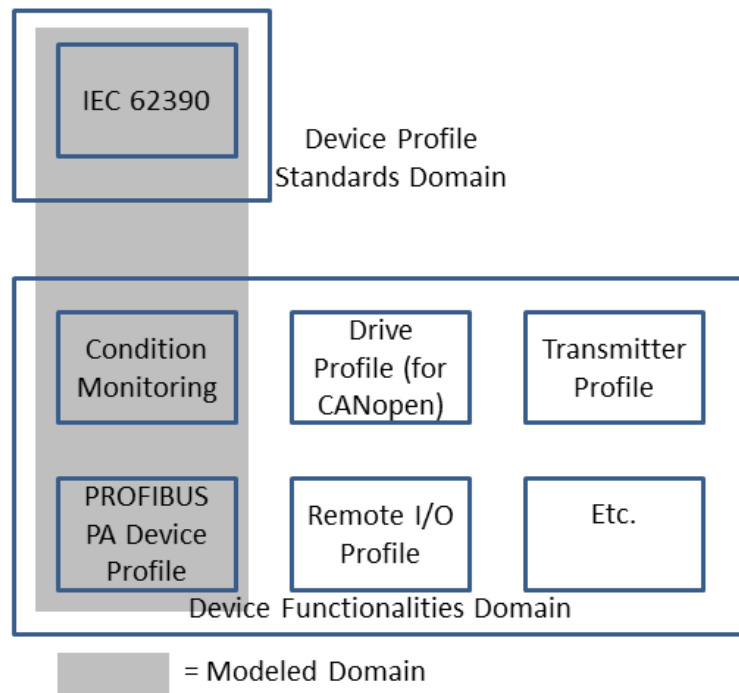 IEC 62390
Device Profile
Standards Domain
Condition
Monitoring
Drive
Profile (for
CANopen)
Transmitter
Profile
PROFIBUS
PA Device
Profile
Remote I/O
Profile
Etc.
Device Functionalities Domain
= Modeled Domain